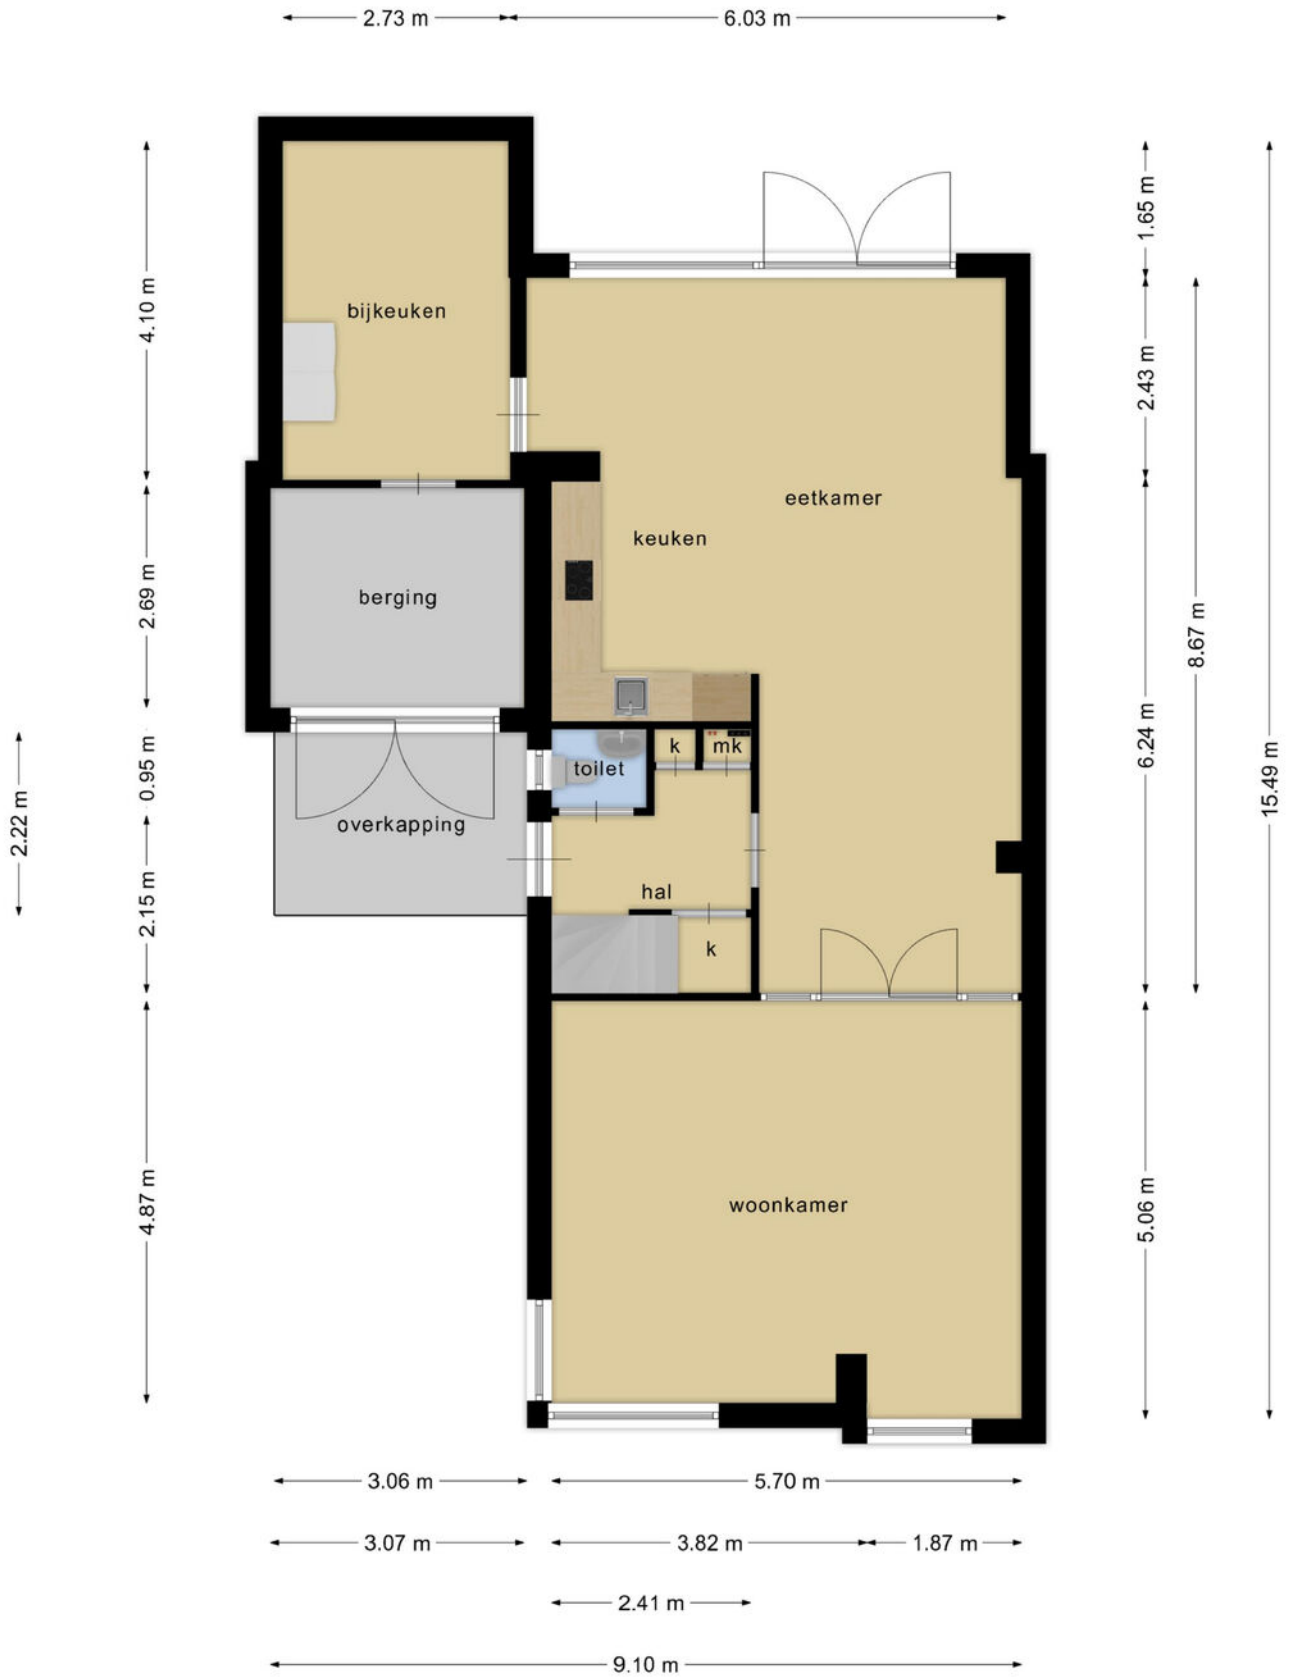 2.73 m
6.03 m
1.65 m
4.10 m
bijkeuken
2.43 m
eetkamer
keuken
2.69 m
berging
8.67 m
6.24 m
k
mk
toilet
0.95 m
15.49 m
2.22 m
overkapping
hal
2.15 m
k
4.87 m
woonkamer
5.06 m
3.06 m
5.70 m
3.07 m
3.82 m
1.87 m
2.41 m
9.10 m